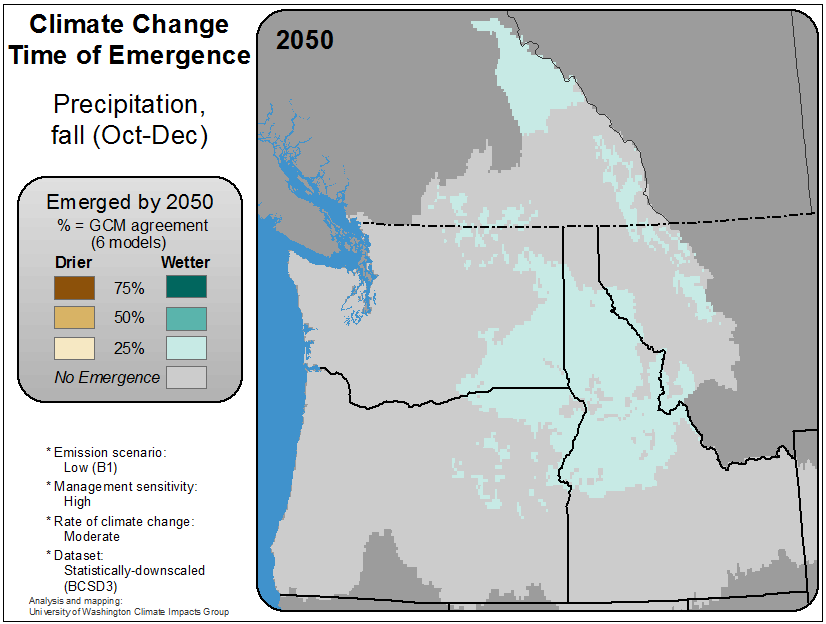 Climate Change
Time of Emergence
Precipitation,
fall (Oct-Dec)
Emerged by 2050
% = GCM agreement
(6 models)
Drier Wetter
75%
50%
25%
No Emergence
* Emission scenario:
Low (B1)
* Management sensitivity:
High
* Rate of climate change:
Moderate
* Dataset:
Statistically-downscaled
(BCSD3)
Analysis and mapping:
University of Washington Climate Impacts Group
2050